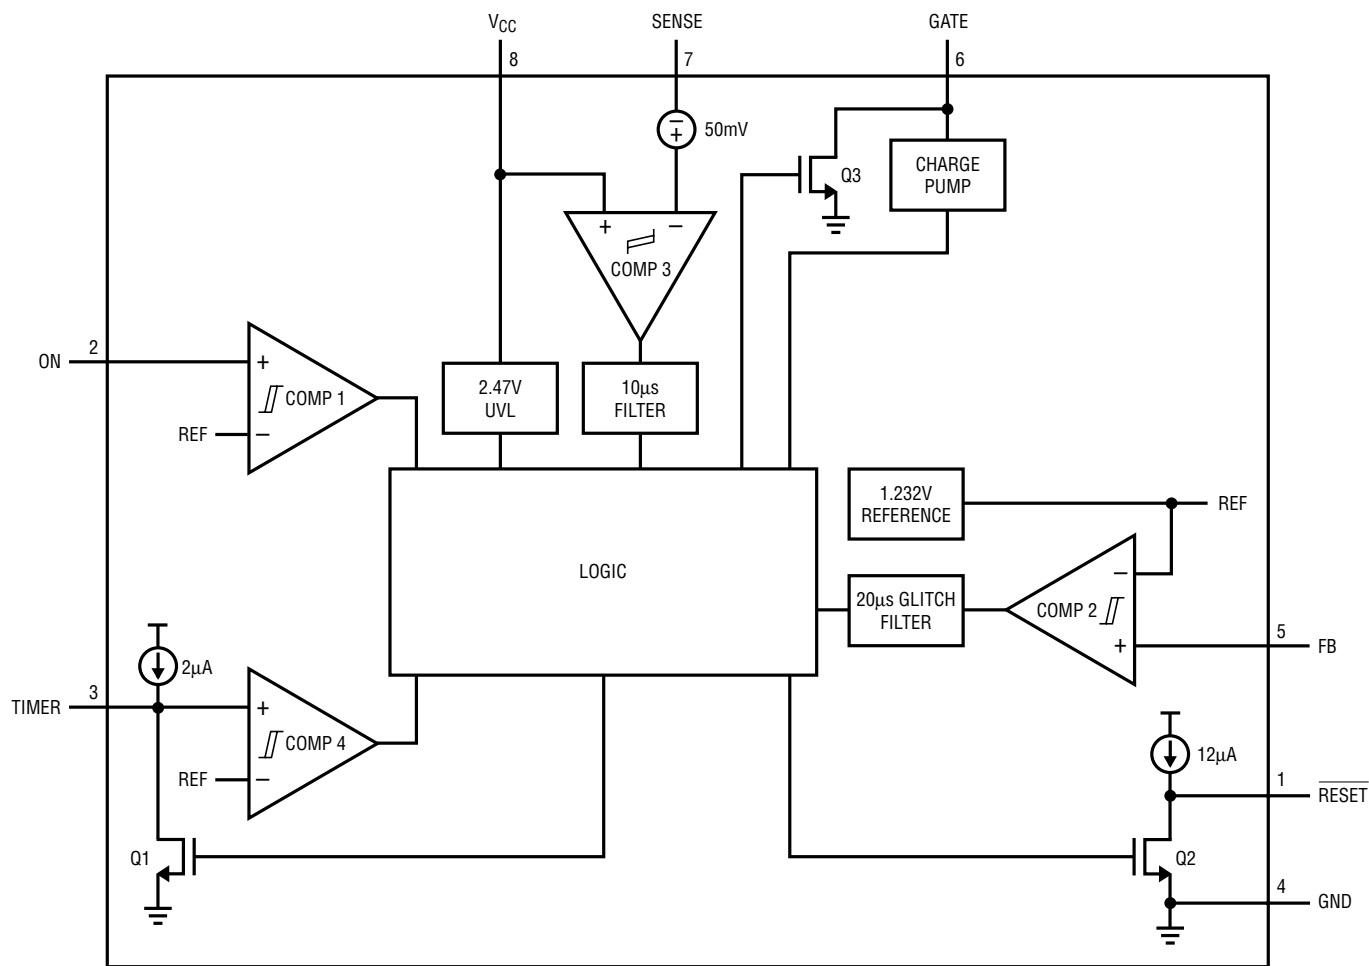 VCC
SENSE
GATE
8
7
6
−
+
50mV
Q3
CHARGE
PUMP
+
−
COMP 3
ON
2
+
COMP 1
REF
−
2.47V
UVL
10µs
FILTER
1.232V
REFERENCE
REF
LOGIC
−
COMP 2
+
20µs GLITCH
FILTER
5
FB
2µA
TIMER
3
+
COMP 4
REF
−
12µA
1
RESET
Q1
Q2
4
GND